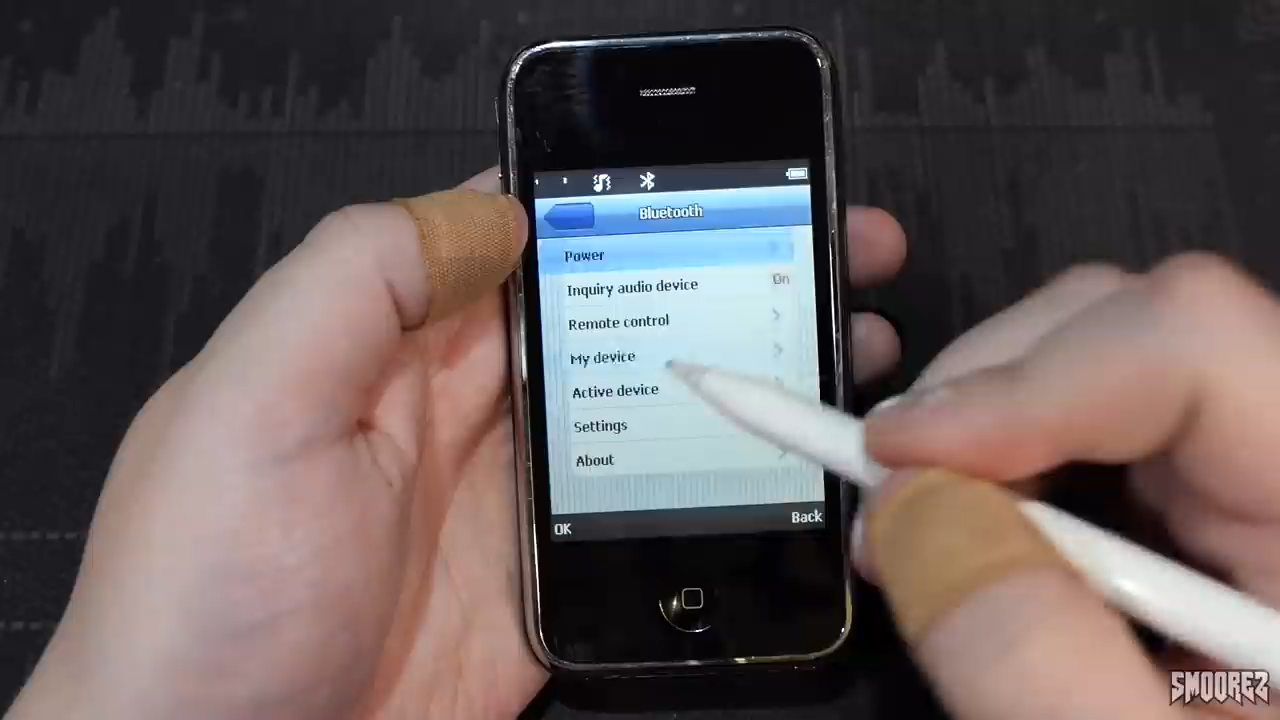 Bluetooth
Power
Inquiry audio device
On
Remote control
My device
Active device
Settings
About
OK
Back
SMOOREZ